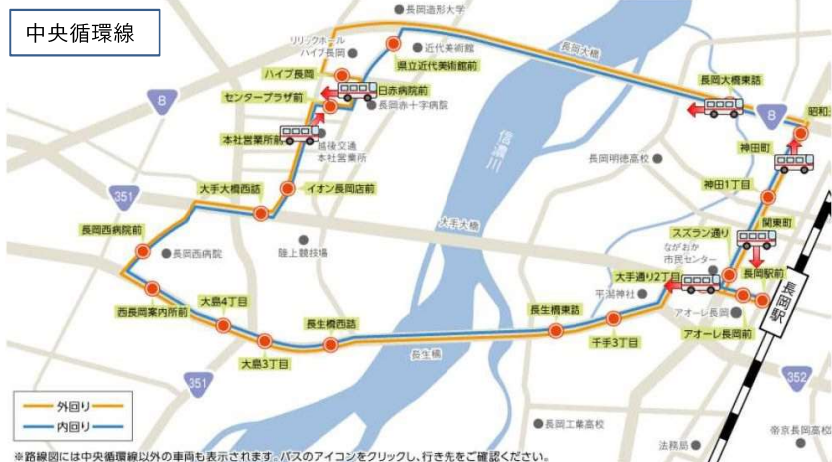 中央循環線
長岡造形大学
リリックホール
ハイブ長岡
近代美術館
長岡大橋
ハイブ長岡
県立近代美術館前
センタープラザ前
日赤病院前
長岡赤十字病院
長岡大橋東詰
8
8
昭和
本社営業所前
越後交通
本社営業所
信濃川
長岡明徳高校
神田町
351
大手大橋西詰
イオン長岡店前
神田1丁目
関東町
大手大橋
スズラン通り
長岡西病院前
長岡西病院
陸上競技場
ながおか
市民センター
大手通り2丁目
長岡駅前
平潟神社
長岡駅
西長岡案内所前
大島4丁目
長生橋西詰
長生橋東詰
アオーレ長岡
アオーレ長岡前
大島3丁目
長生橋
千手3丁目
351
352
外回り
内回り
長岡工業高校
法務局
帝京長岡高校
※路線図には中央循環線以外の車両も表示されます。バスのアイコンをクリックし、行き先をご確認ください。